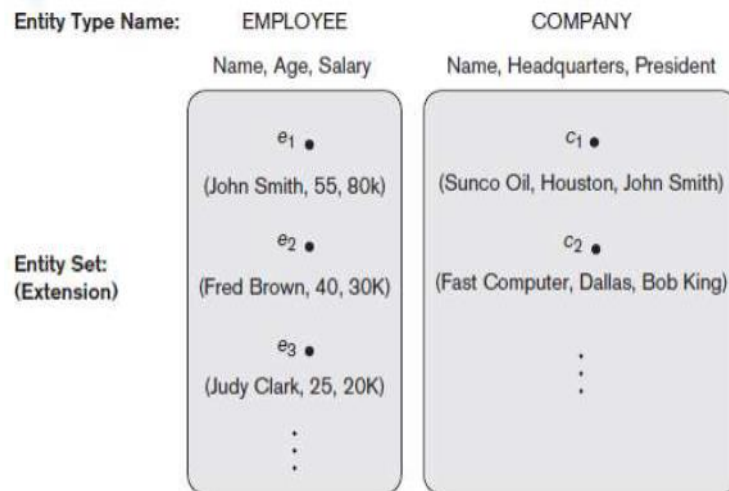 Entity Type Name:
EMPLOYEE
COMPANY
Name, Age, Salary
Name, Headquarters, President
e1
(John Smith, 55, 80k)
e2
(Fred Brown, 40, 30K)
e3
(Judy Clark, 25, 20K)
c1
(Sunco Oil, Houston, John Smith)
c2
(Fast Computer, Dallas, Bob King)
Entity Set:
(Extension)